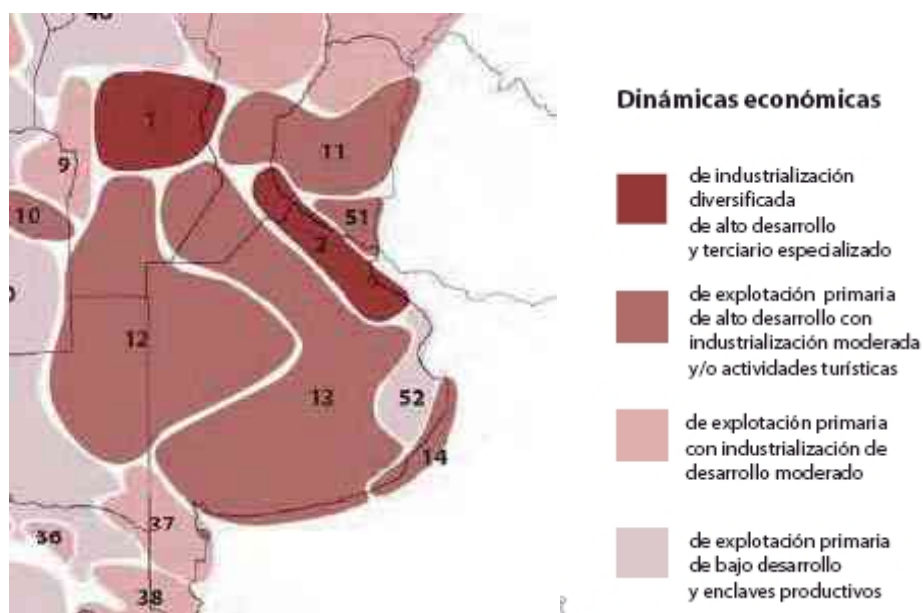 46
1
9
11
10
51
2
12
13
52
14
37
36
38
Dinámicas económicas
de industrialización
diversificada
de alto desarrollo
y terciario especializado
de explotación primaria
de alto desarrollo con
industrialización moderada
y/o actividades turísticas
de explotación primaria
con industrialización de
desarrollo moderado
de explotación primaria
de bajo desarrollo
y enclaves productivos